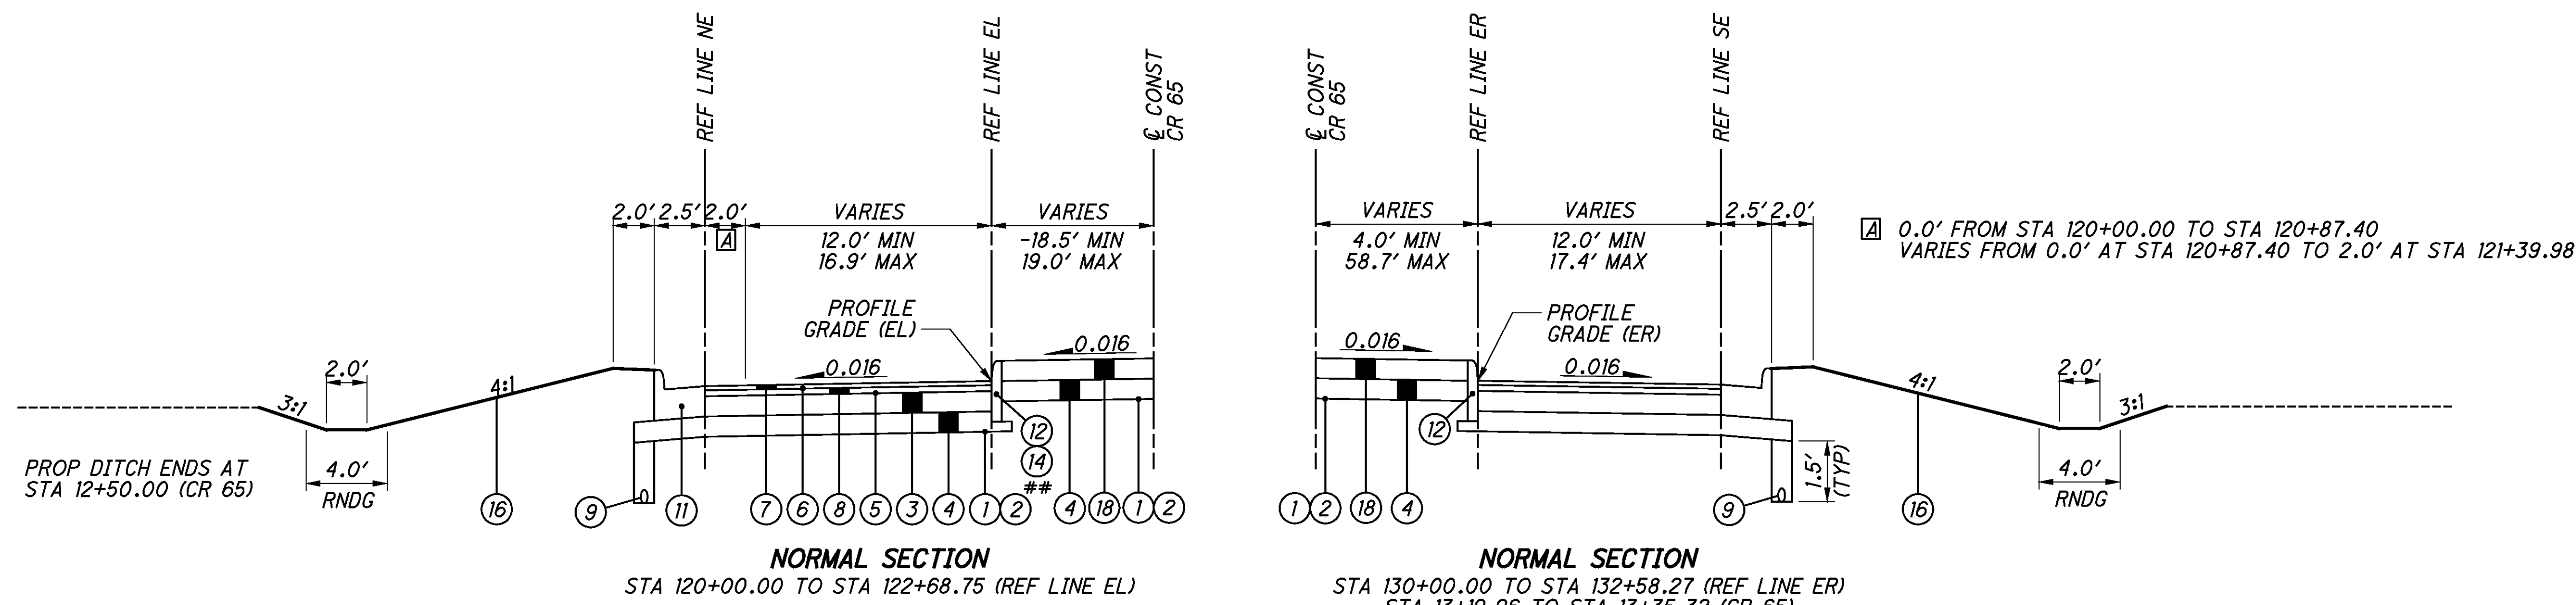 REF LINE NE
REF LINE EL
℄ CONST
CR 65
℄ CONST
CR 65
REF LINE ER
REF LINE SE
2.0' 2.5' 2.0' VARIES VARIES
A
12.0' MIN
16.9' MAX
-18.5' MIN
19.0' MAX
VARIES VARIES 2.5' 2.0'
4.0' MIN
58.7' MAX
12.0' MIN
17.4' MAX
A 0.0' FROM STA 120+00.00 TO STA 120+87.40
VARIES FROM 0.0' AT STA 120+87.40 TO 2.0' AT STA 121+39.98
PROFILE
GRADE (EL)
PROFILE
GRADE (ER)
0.016
0.016
0.016
0.016
2.0'
3:1
4:1
4:1
2.0'
3:1
PROP DITCH ENDS AT
STA 12+50.00 (CR 65)
4.0'
RNDG
12
14
##
12
1.5'
(TYP)
4.0'
RNDG
16 9 11 7 6 8 5 3 4 1 2 4 18 1 2
1 2 18 4 9 16
NORMAL SECTION
STA 120+00.00 TO STA 122+68.75 (REF LINE EL)
NORMAL SECTION
STA 130+00.00 TO STA 132+58.27 (REF LINE ER)